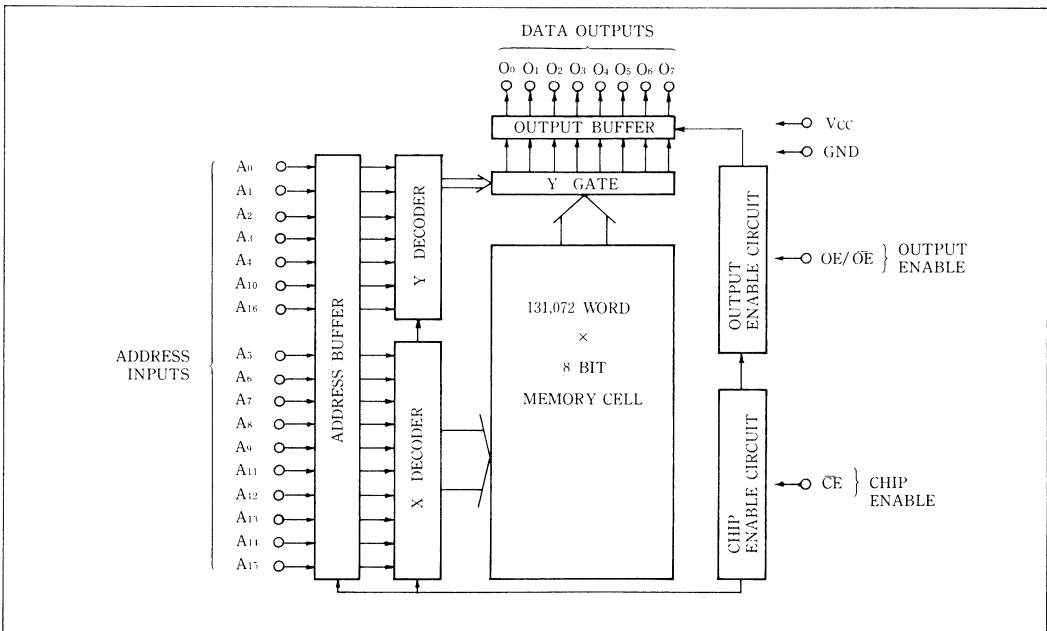 DATA OUTPUTS
O0 O1 O2 O3 O4 O5 O6 O7
OUTPUT BUFFER
VCC
GND
Y GATE
A0
A1
A2
A3
A4
A10
A16
ADDRESS INPUTS
A5
A6
A7
A8
A9
A11
A12
A13
A14
A15
ADDRESS BUFFER
Y DECODER
X DECODER
131,072 WORD
×
8 BIT
MEMORY CELL
OUTPUT
ENABLE CIRCUIT
OE/O̅E̅ } OUTPUT
ENABLE
CHIP
ENABLE CIRCUIT
C̅E̅ } CHIP
ENABLE